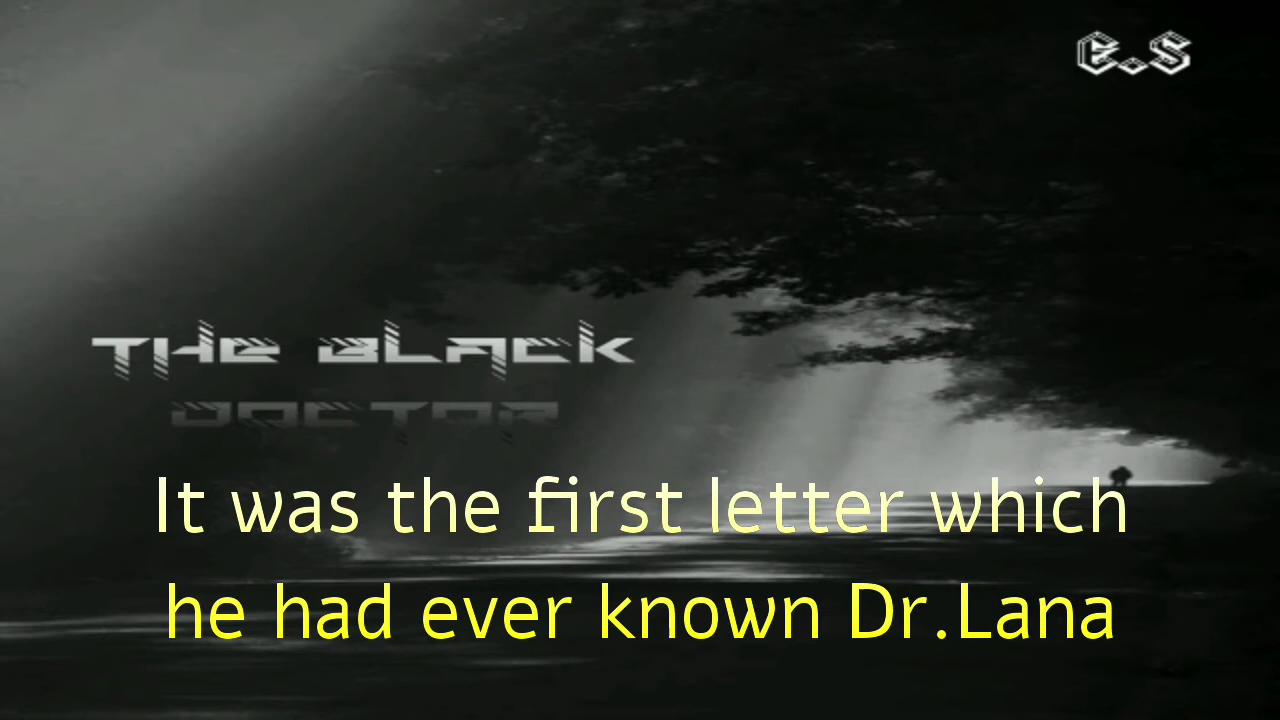 E.S
THE BLACK
DOCTOR
It was the first letter which
he had ever known Dr.Lana